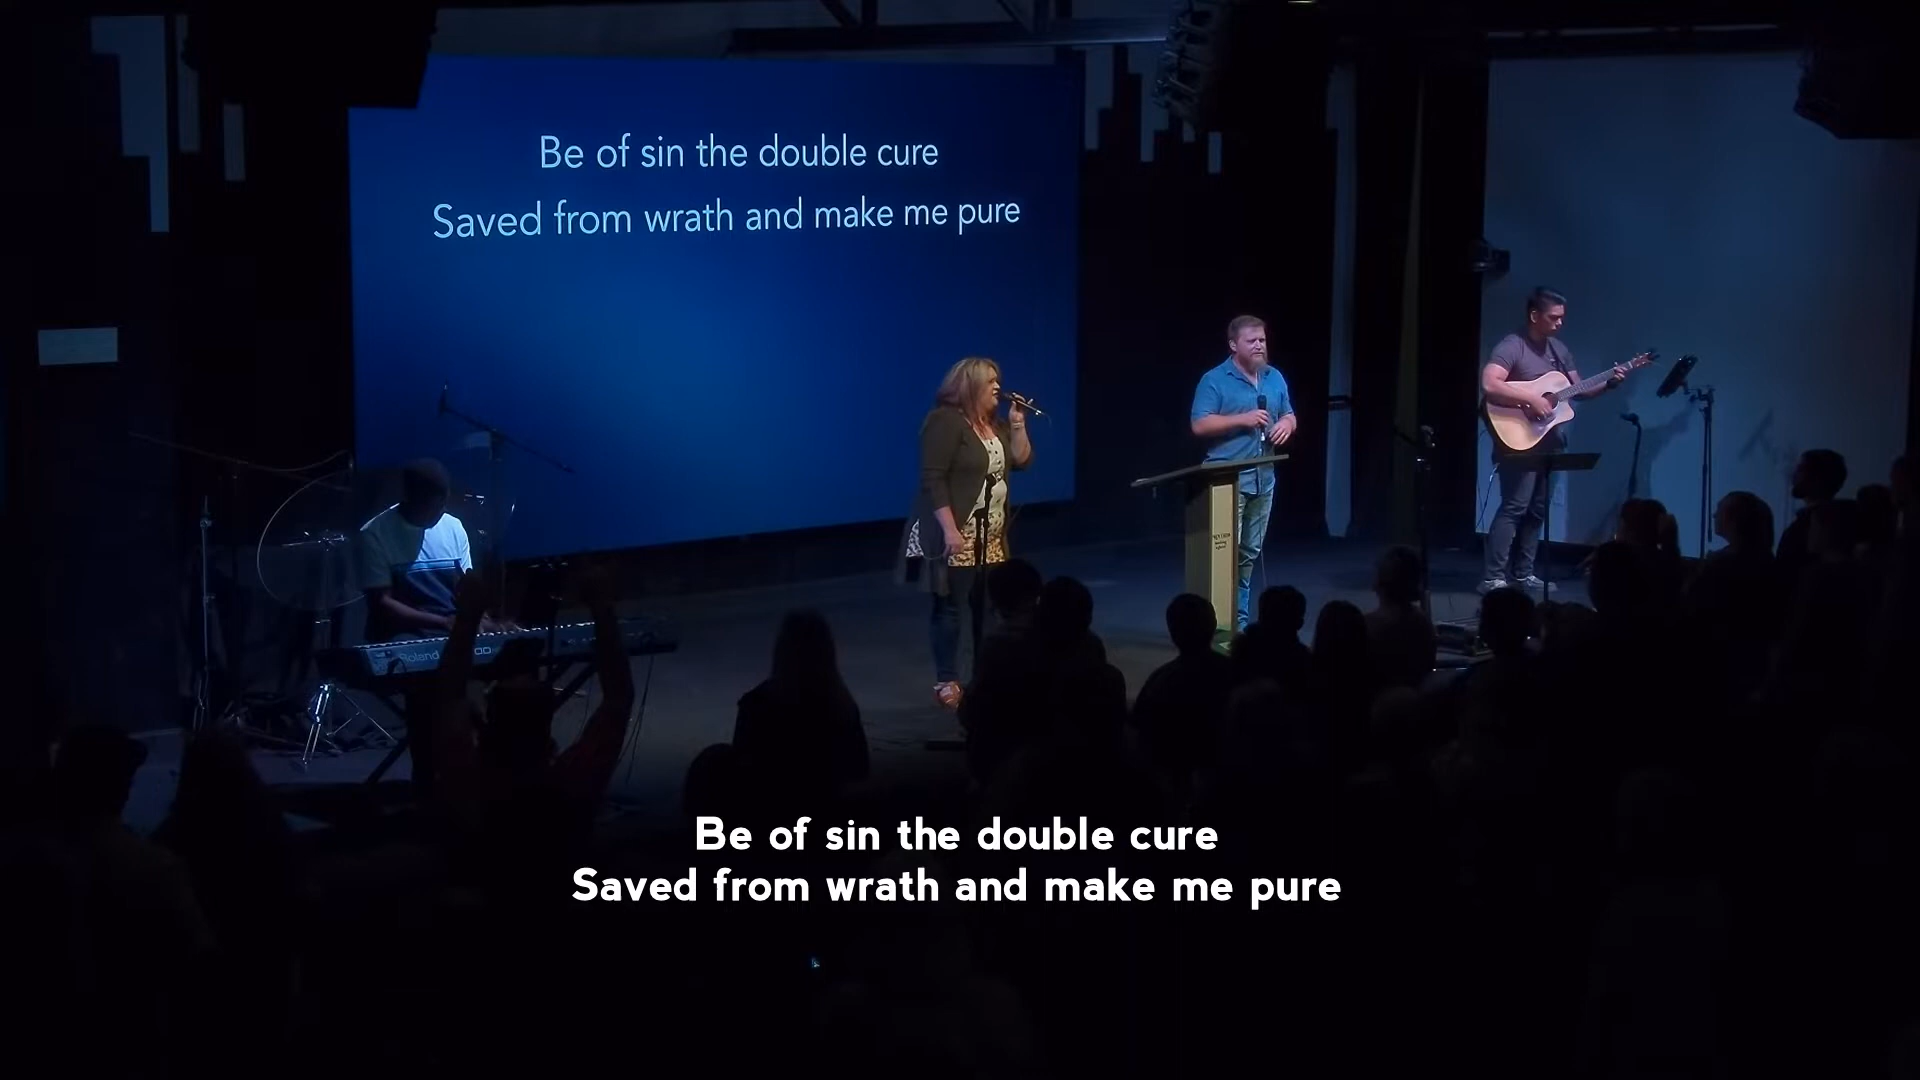 Be of sin the double cure
Saved from wrath and make me pure
Roland
Be of sin the double cure
Saved from wrath and make me pure